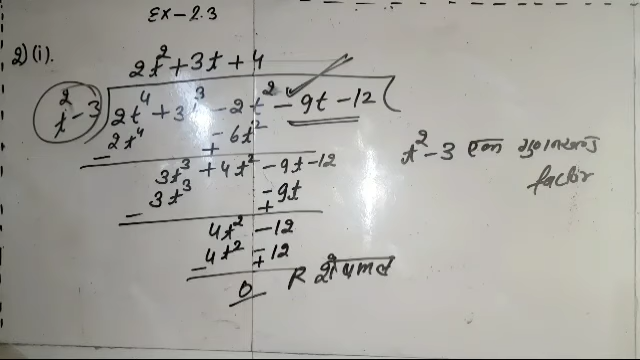 Ex-2.3
2)(i).
2t²+3t+4
t²-3)2t⁴+3t³-2t²-9t-12(
2t⁴ -6t²
- +
3t³+4t²-9t-12
3t³ -9t
- +
4t²-12
4t²-12
- +
0 R शेषफल
t²-3 एक गुणनखंड
factor